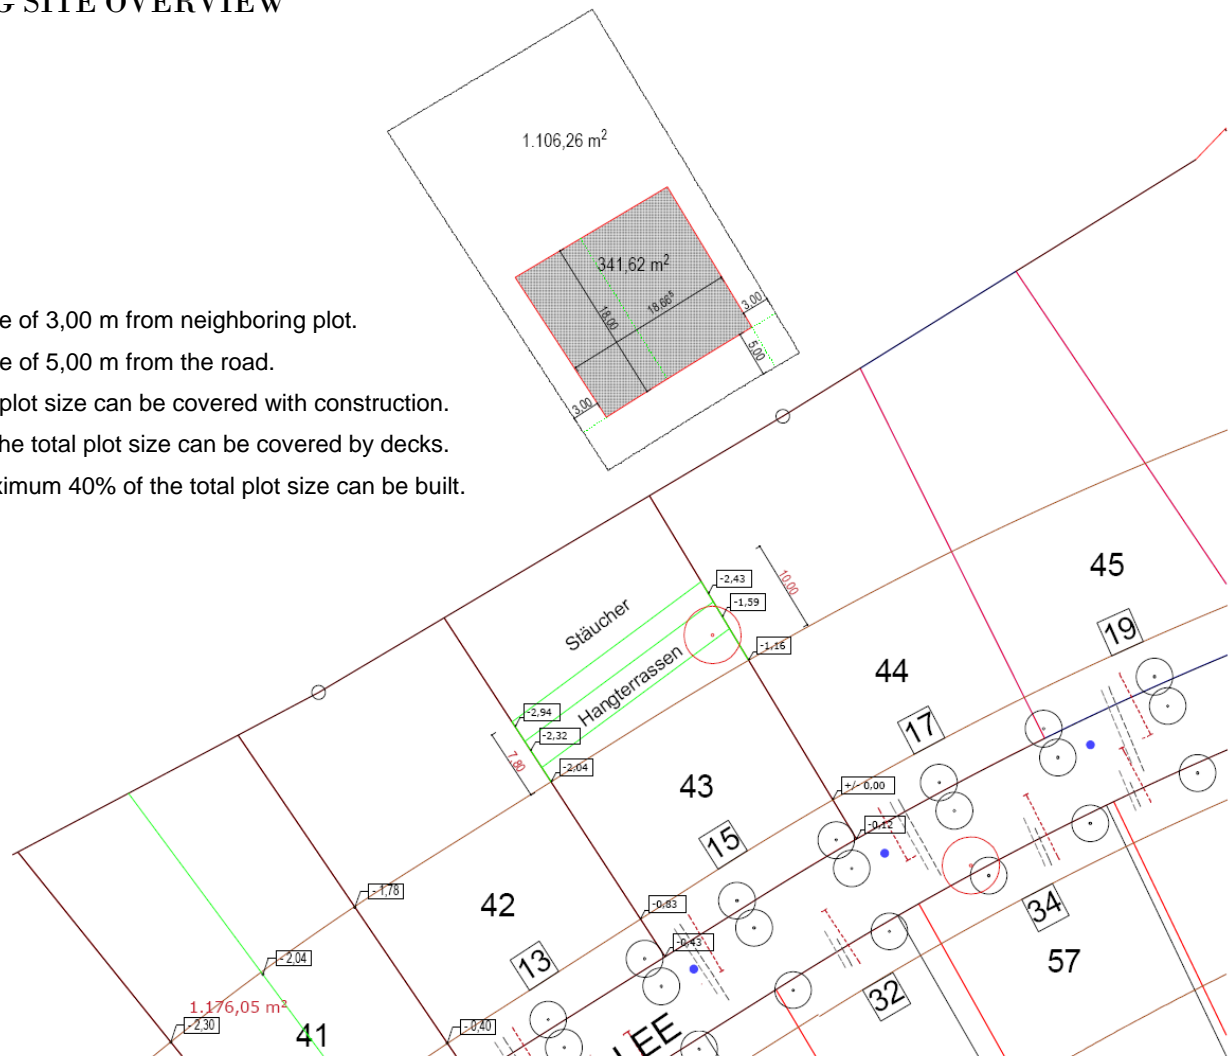 G SITE OVERVIEW
1.106,26 m²
341,62 m²
18.00
18.66⁵
3.00
5.00
3.00
e of 3,00 m from neighboring plot.
e of 5,00 m from the road.
plot size can be covered with construction.
he total plot size can be covered by decks.
ximum 40% of the total plot size can be built.
10.00
-2,43
-1,59
-1,16
Stäucher
Hangterrassen
-2,94
-2,32
-2,04
7.80
45
19
44
17
43
15
+/- 0,00
-0,12
42
13
-0,83
-0,43
-1,78
-2,04
1.176,05 m²
-2,30
41
-0,40
34
57
32
LEE